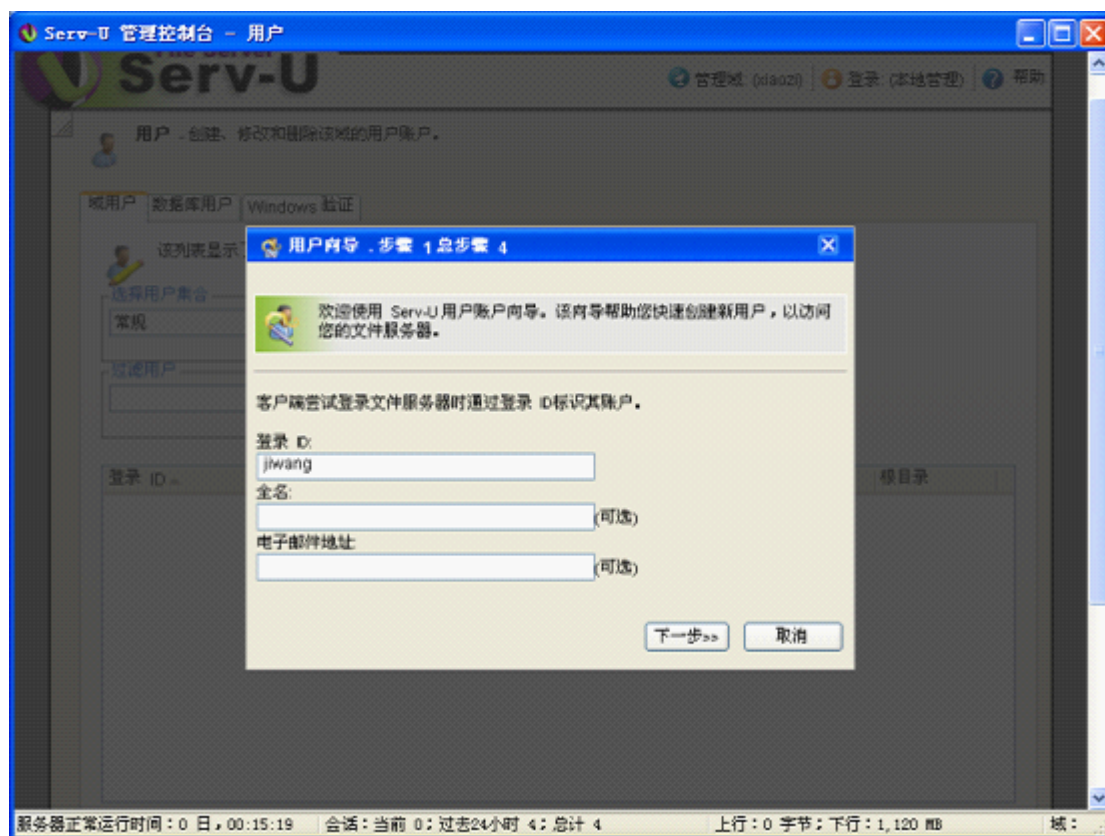 Serv-U 管理控制台 - 用户
Serv-U
管理域: (xiaozi) 登录: (本地管理) 帮助
用户 - 创建、修改和删除该域的用户账户。
域用户 数据库用户 Windows 验证
该列表显示
选择用户集合
常规
过滤用户
登录 ID 根目录
用户向导 - 步骤 1总步骤 4
欢迎使用 Serv-U 用户账户向导。该向导帮助您快速创建新用户，以访问
您的文件服务器。
客户端尝试登录文件服务器时通过登录 ID标识其账户。
登录 ID:
jiwang
全名:
(可选)
电子邮件地址:
(可选)
下一步>> 取消
服务器正常运行时间：0 日，00:15:19 会话：当前 0；过去24小时 4；总计 4 上行：0 字节；下行：1,120 MB 域：